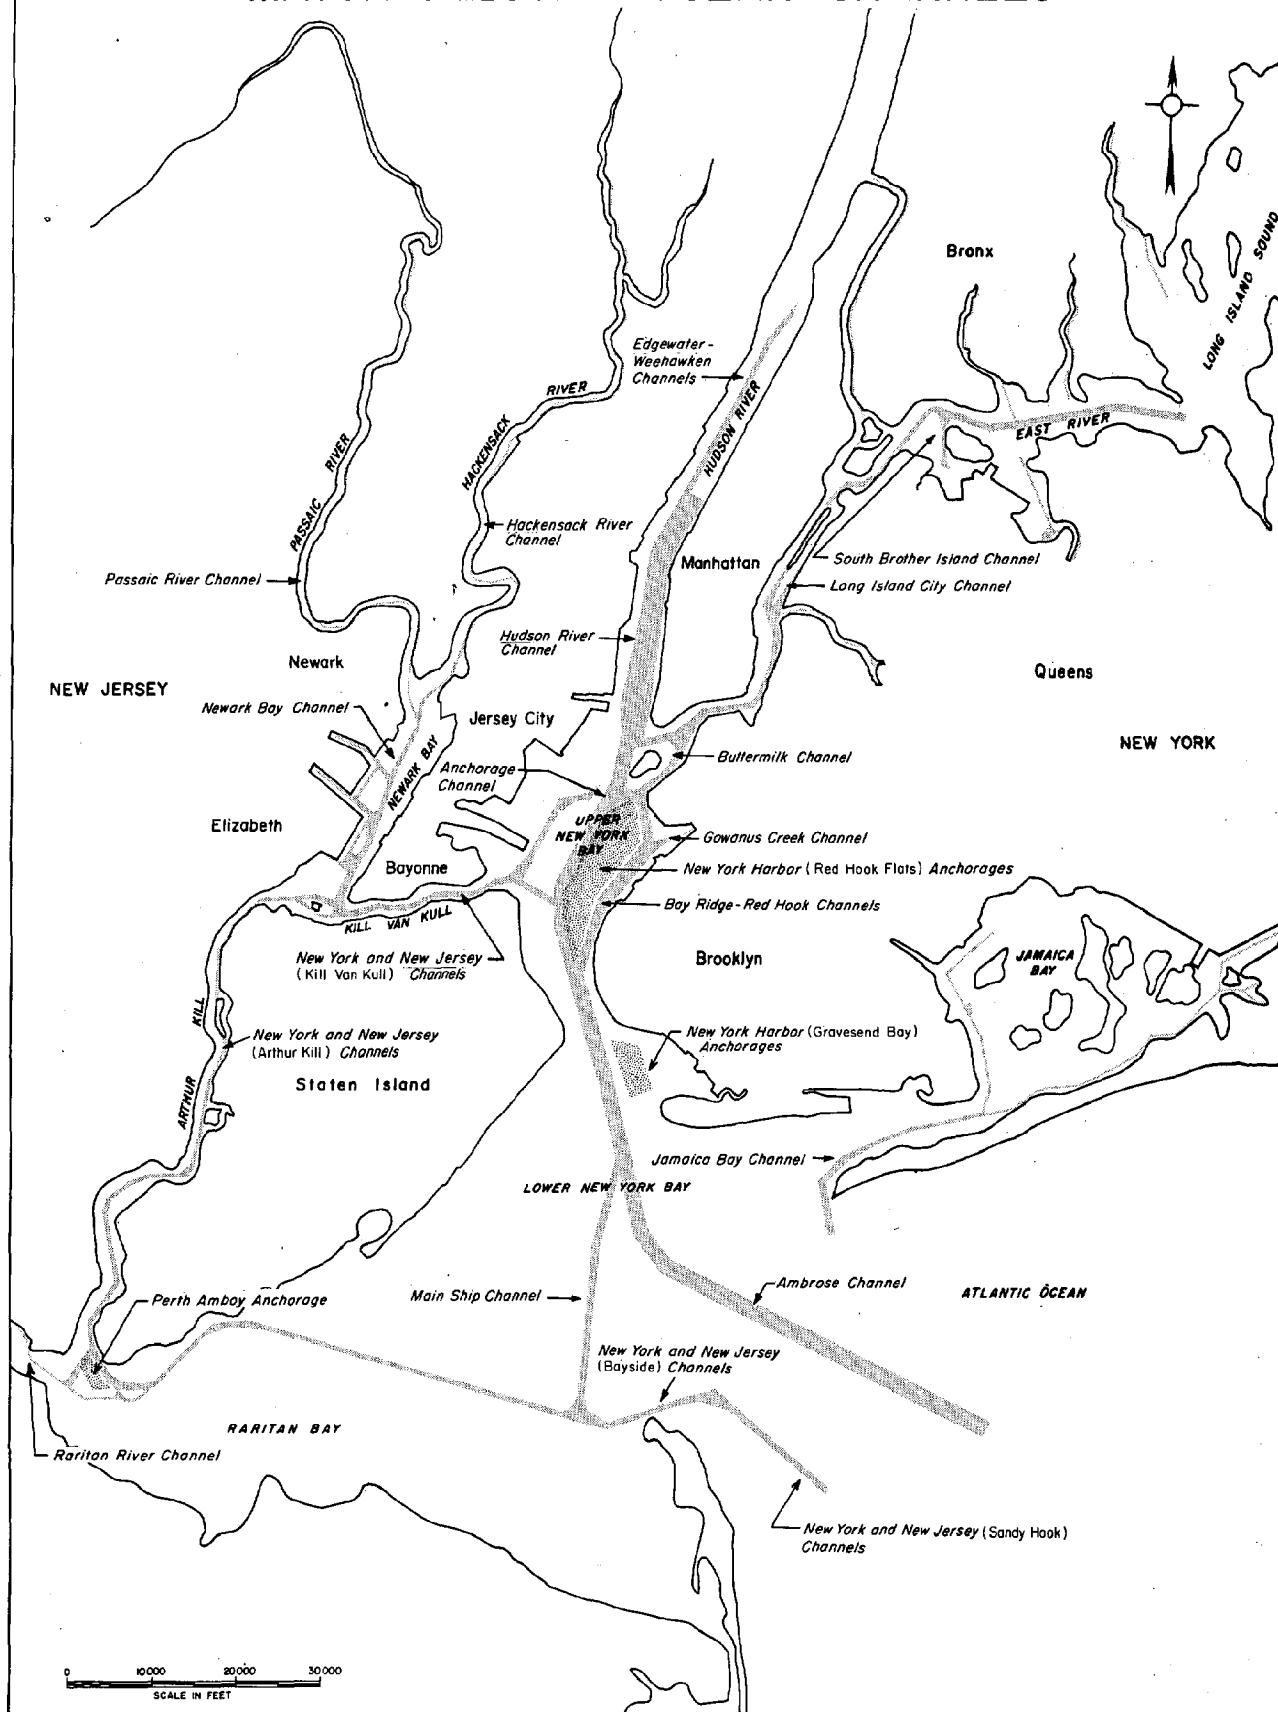 Bronx
LONG ISLAND SOUND
Edgewater-
Weehawken
Channels
HUDSON RIVER
EAST RIVER
HACKENSACK RIVER
PASSAIC RIVER
Hackensack River
Channel
Manhattan
South Brother Island Channel
Passaic River Channel
Long Island City Channel
Hudson River
Channel
Newark
Queens
NEW JERSEY
Newark Bay Channel
Jersey City
NEW YORK
Buttermilk Channel
NEWARK BAY
Anchorage
Channel
UPPER
NEW YORK
BAY
Elizabeth
Gowanus Creek Channel
Bayonne
New York Harbor (Red Hook Flats) Anchorages
Bay Ridge-Red Hook Channels
KILL VAN KULL
New York and New Jersey
(Kill Van Kull) Channels
Brooklyn
JAMAICA
BAY
ARTHUR KILL
New York and New Jersey
(Arthur Kill) Channels
New York Harbor (Gravesend Bay)
Anchorages
Staten Island
Jamaica Bay Channel
LOWER NEW YORK BAY
Ambrose Channel
ATLANTIC OCEAN
Main Ship Channel
Perth Amboy Anchorage
New York and New Jersey
(Bayside) Channels
RARITAN BAY
Raritan River Channel
New York and New Jersey (Sandy Hook)
Channels
0 10000 20000 30000
SCALE IN FEET